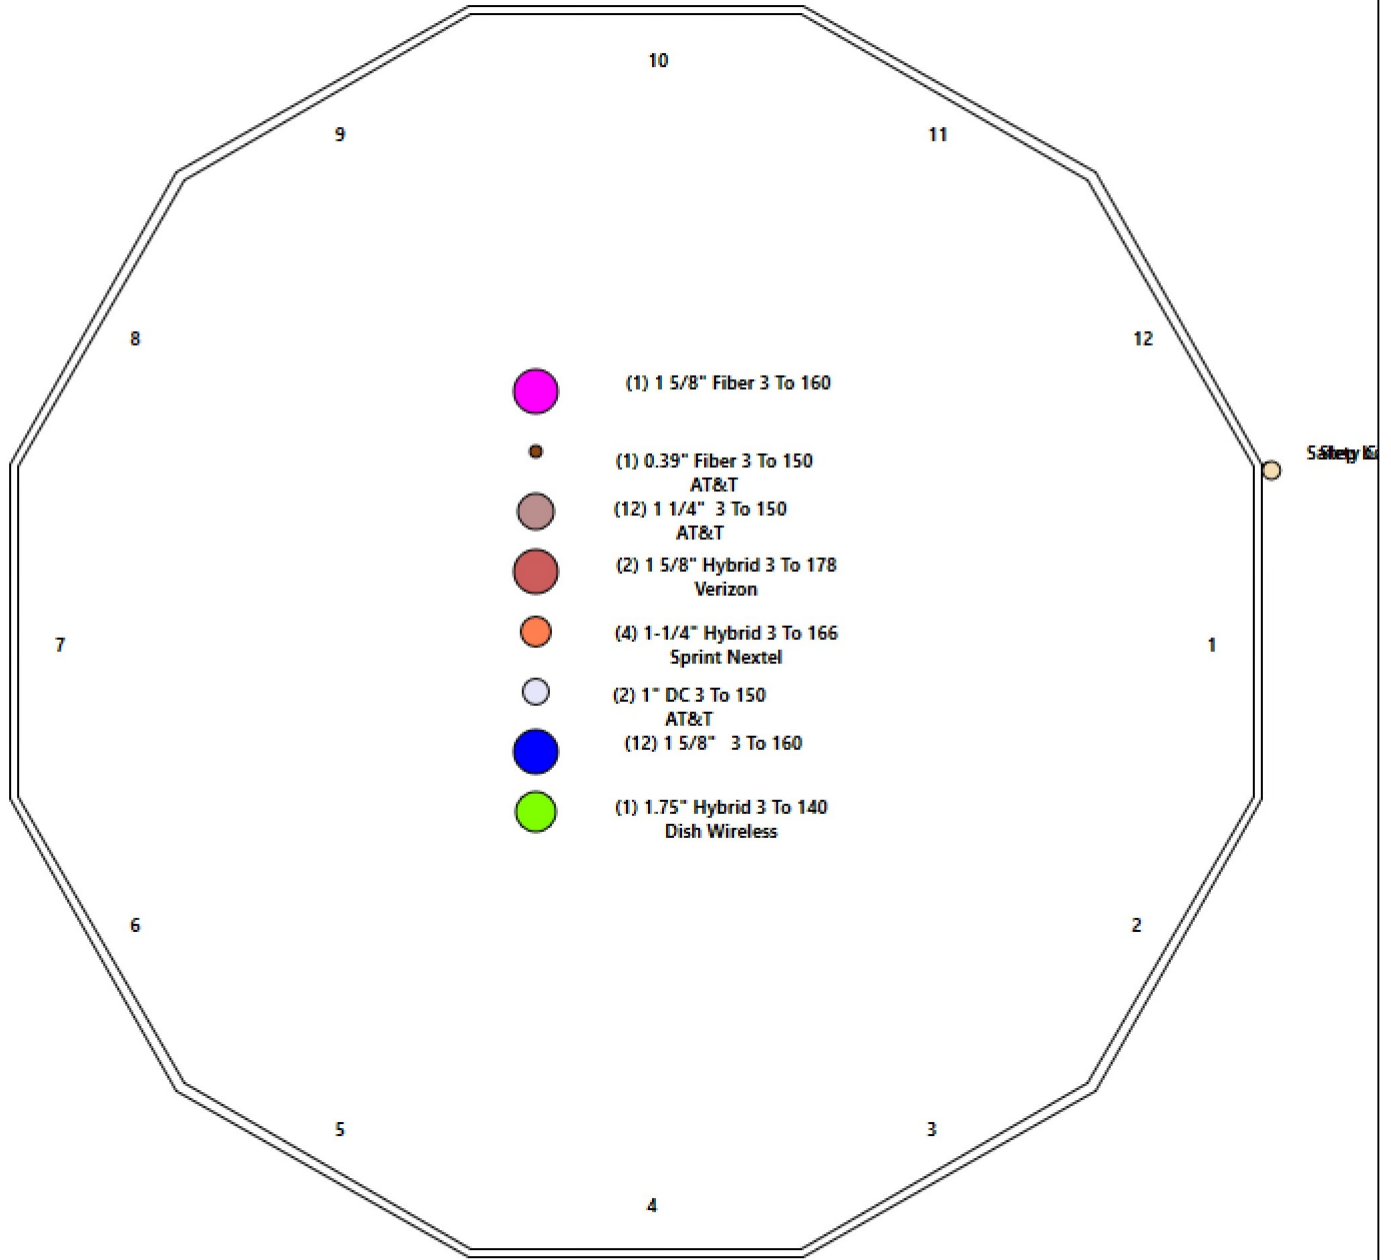 10
9
11
8
12
(1) 1 5/8" Fiber 3 To 160
(1) 0.39" Fiber 3 To 150
AT&T
(12) 1 1/4"  3 To 150
AT&T
(2) 1 5/8" Hybrid 3 To 178
Verizon
7
(4) 1-1/4" Hybrid 3 To 166
Sprint Nextel
1
(2) 1" DC 3 To 150
AT&T
(12) 1 5/8"   3 To 160
(1) 1.75" Hybrid 3 To 140
Dish Wireless
6
2
5
3
4